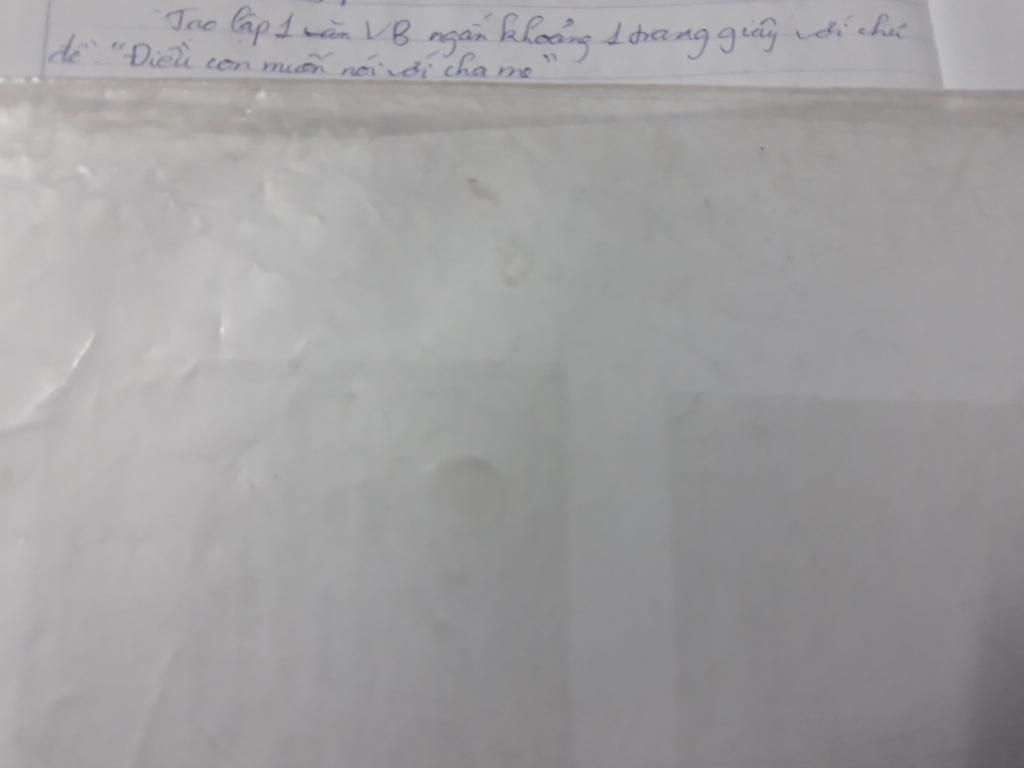 Tạo lập 1 văn VB ngắn khoảng 1 trang giấy với chủ
đề: "Điều con muốn nói với cha mẹ"